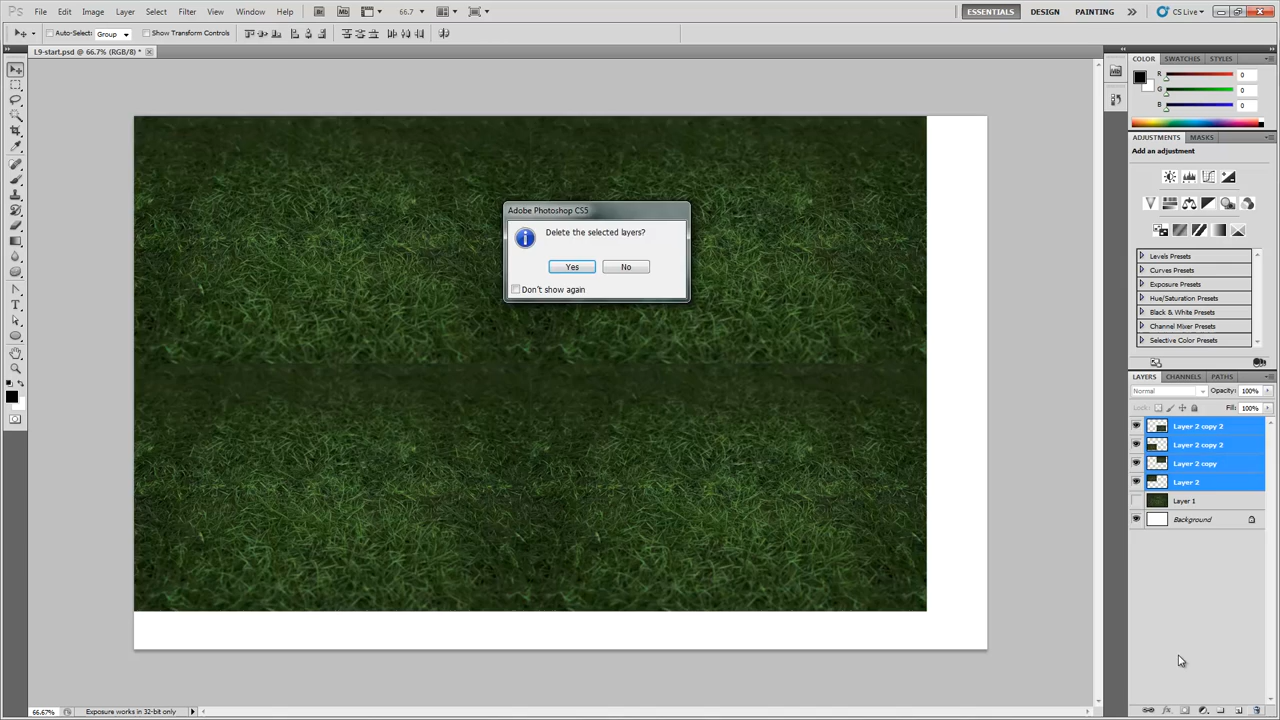 Ps File Edit Image Layer Select Filter View Window Help Mb 66.7 ESSENTIALS DESIGN PAINTING CS Live
Auto-Select: Group Show Transform Controls
L9-start.psd @ 66.7% (RGB/8) *
COLOR SWATCHES STYLES
R 0
G 0
B 0
ADJUSTMENTS MASKS
Add an adjustment
Levels Presets
Curves Presets
Exposure Presets
Hue/Saturation Presets
Black & White Presets
Channel Mixer Presets
Selective Color Presets
Adobe Photoshop CS5
Delete the selected layers?
Yes No
Don't show again
LAYERS CHANNELS PATHS
Normal Opacity: 100%
Lock: Fill: 100%
Layer 2 copy 2
Layer 2 copy 2
Layer 2 copy
Layer 2
Layer 1
Background
66.67% Exposure works in 32-bit only